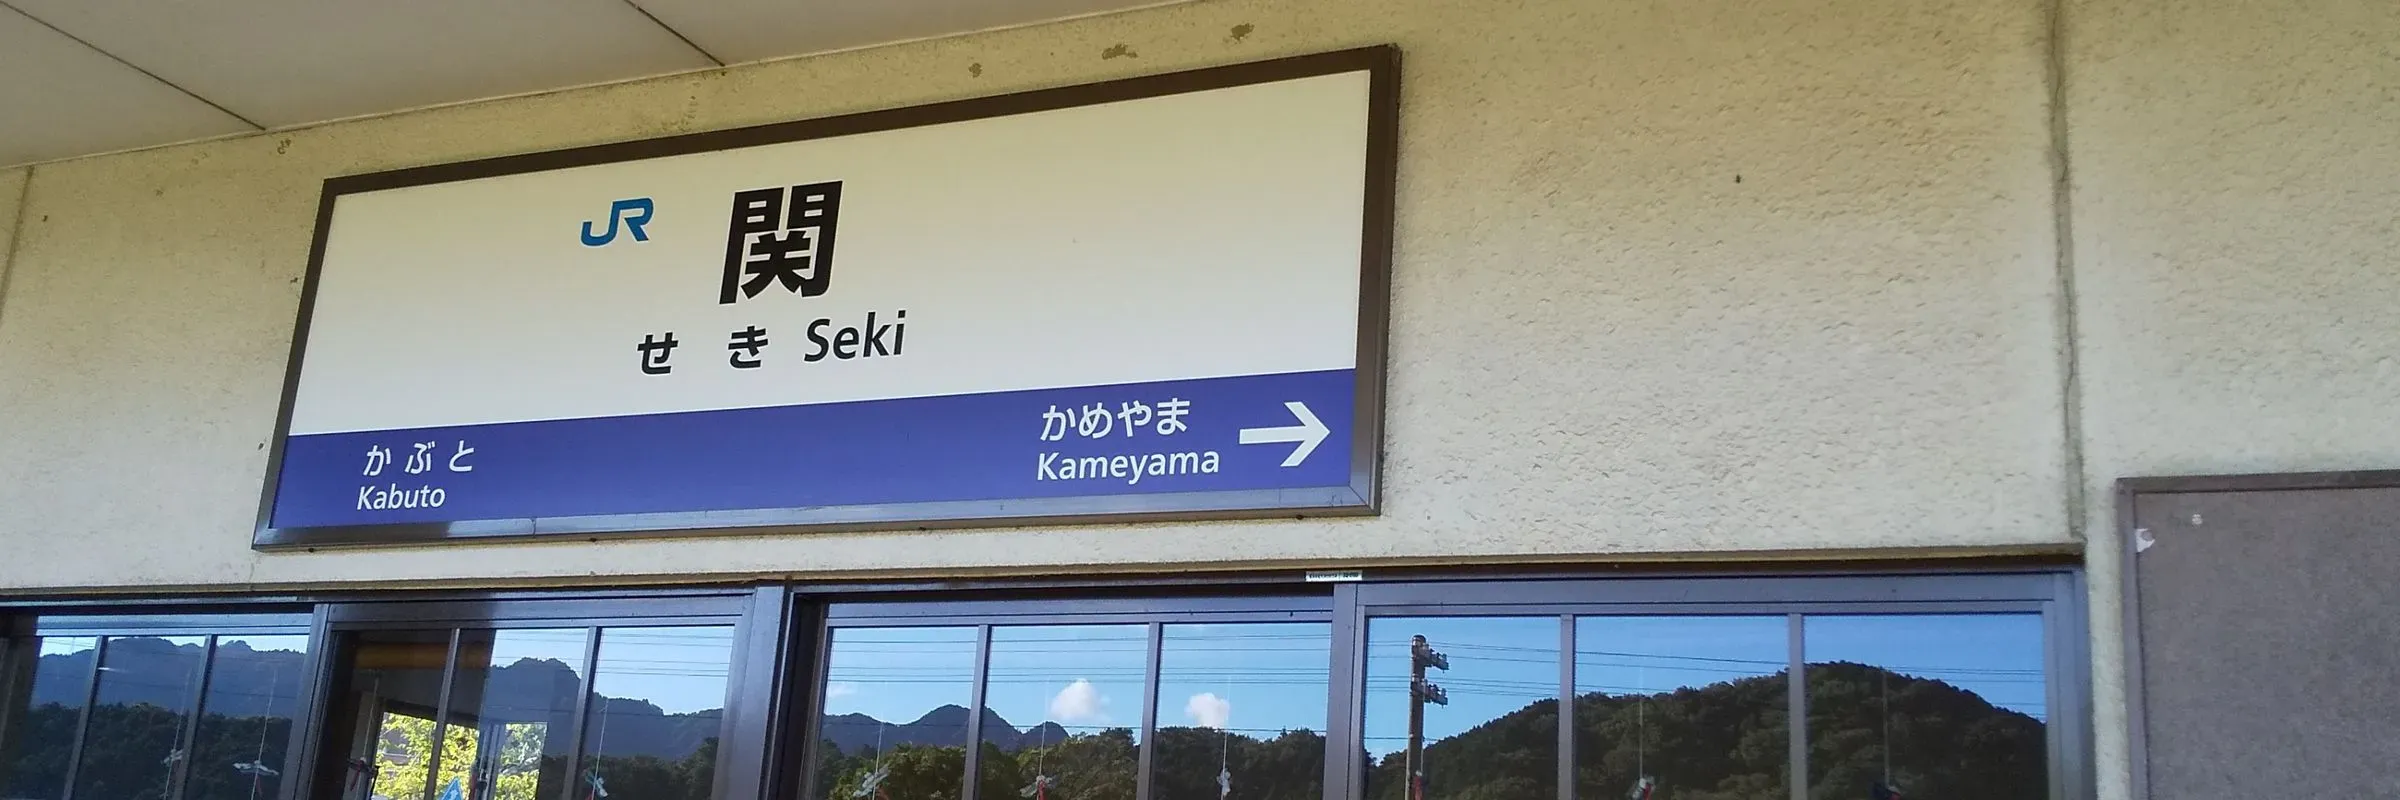 JR 関
せき Seki
かぶと
Kabuto
かめやま
Kameyama